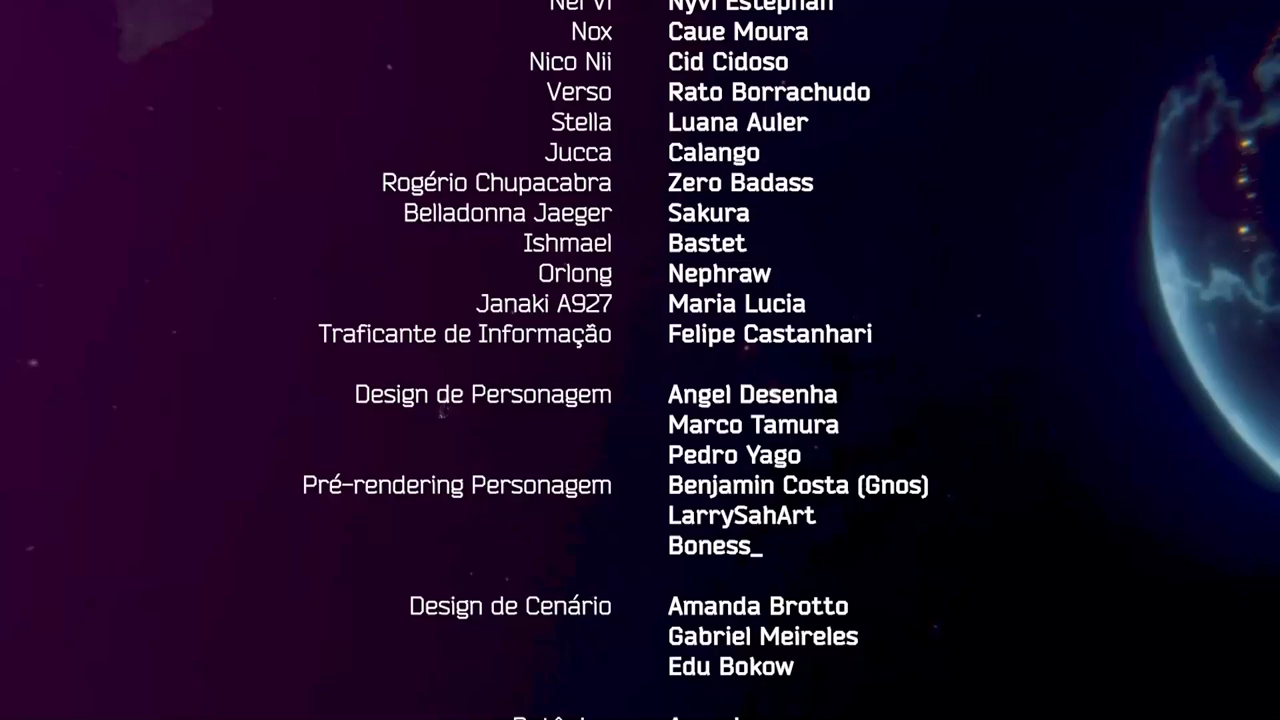 Nyvi Estephan
Nox Caue Moura
Nico Nii Cid Cidoso
Verso Rato Borrachudo
Stella Luana Auler
Jucca Calango
Rogério Chupacabra Zero Badass
Belladonna Jaeger Sakura
Ishmael Bastet
Orlong Nephraw
Janaki A927 Maria Lucia
Traficante de Informação Felipe Castanhari
Design de Personagem Angel Desenha
Marco Tamura
Pedro Yago
Pré-rendering Personagem Benjamin Costa (Gnos)
LarrySahArt
Boness_
Design de Cenário Amanda Brotto
Gabriel Meireles
Edu Bokow